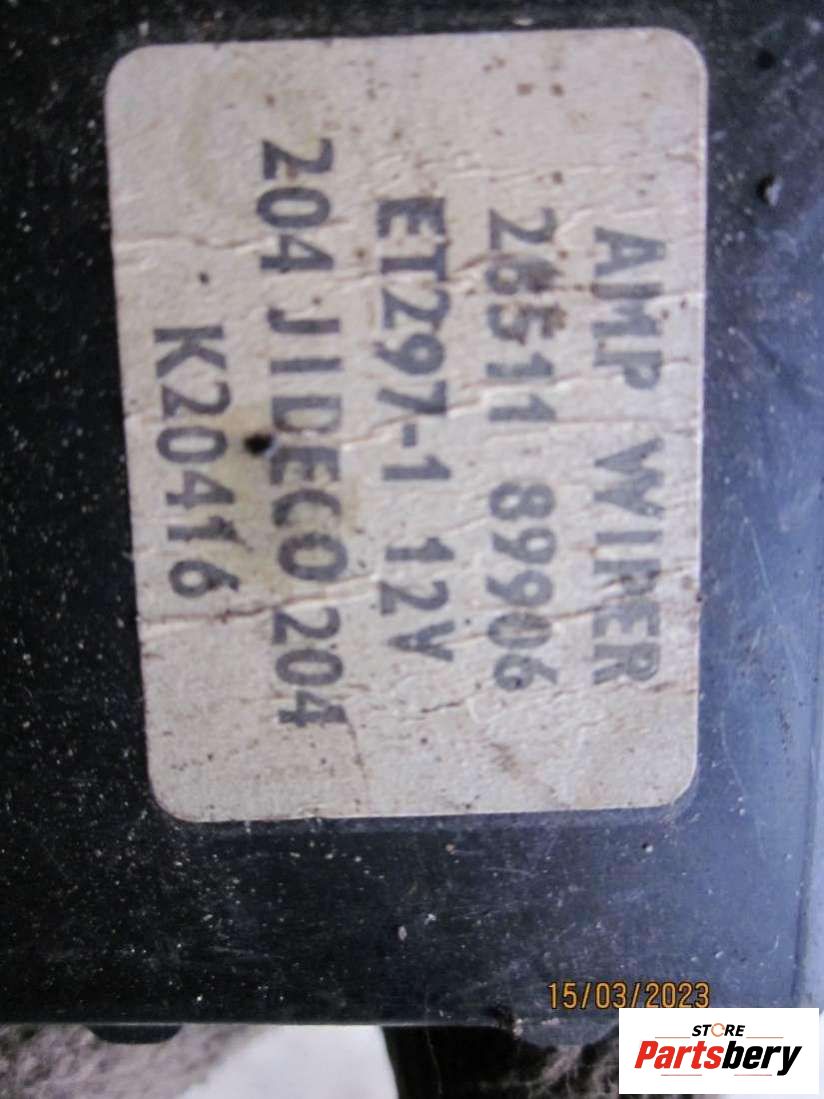 AMP WIPER
28511 89906
ET297-1 12V
204 JIDECO 204
K20416
15/03/2023
STORE
Partsbery